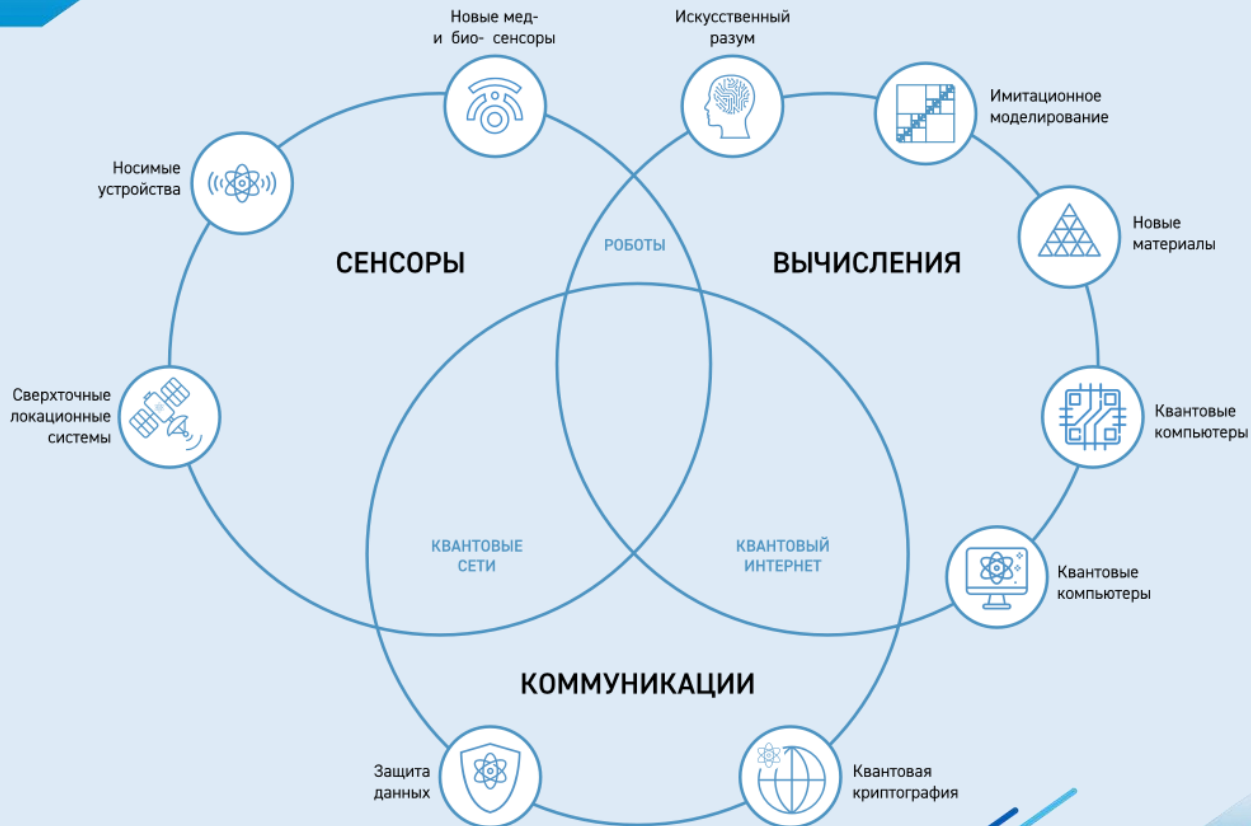 Новые мед-
и био- сенсоры
Искусственный
разум
Имитационное
моделирование
Носимые
устройства
Новые
материалы
РОБОТЫ
СЕНСОРЫ
ВЫЧИСЛЕНИЯ
Сверхточные
локационные
системы
Квантовые
компьютеры
КВАНТОВЫЕ
СЕТИ
КВАНТОВЫЙ
ИНТЕРНЕТ
Квантовые
компьютеры
КОММУНИКАЦИИ
Защита
данных
Квантовая
криптография